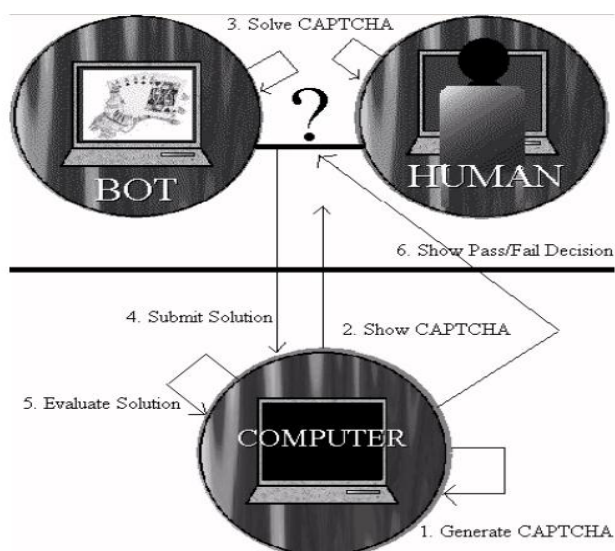 3. Solve CAPTCHA
?
BOT
HUMAN
6. Show Pass/Fail Decision
4. Submit Solution
2. Show CAPTCHA
5. Evaluate Solution
COMPUTER
1. Generate CAPTCHA